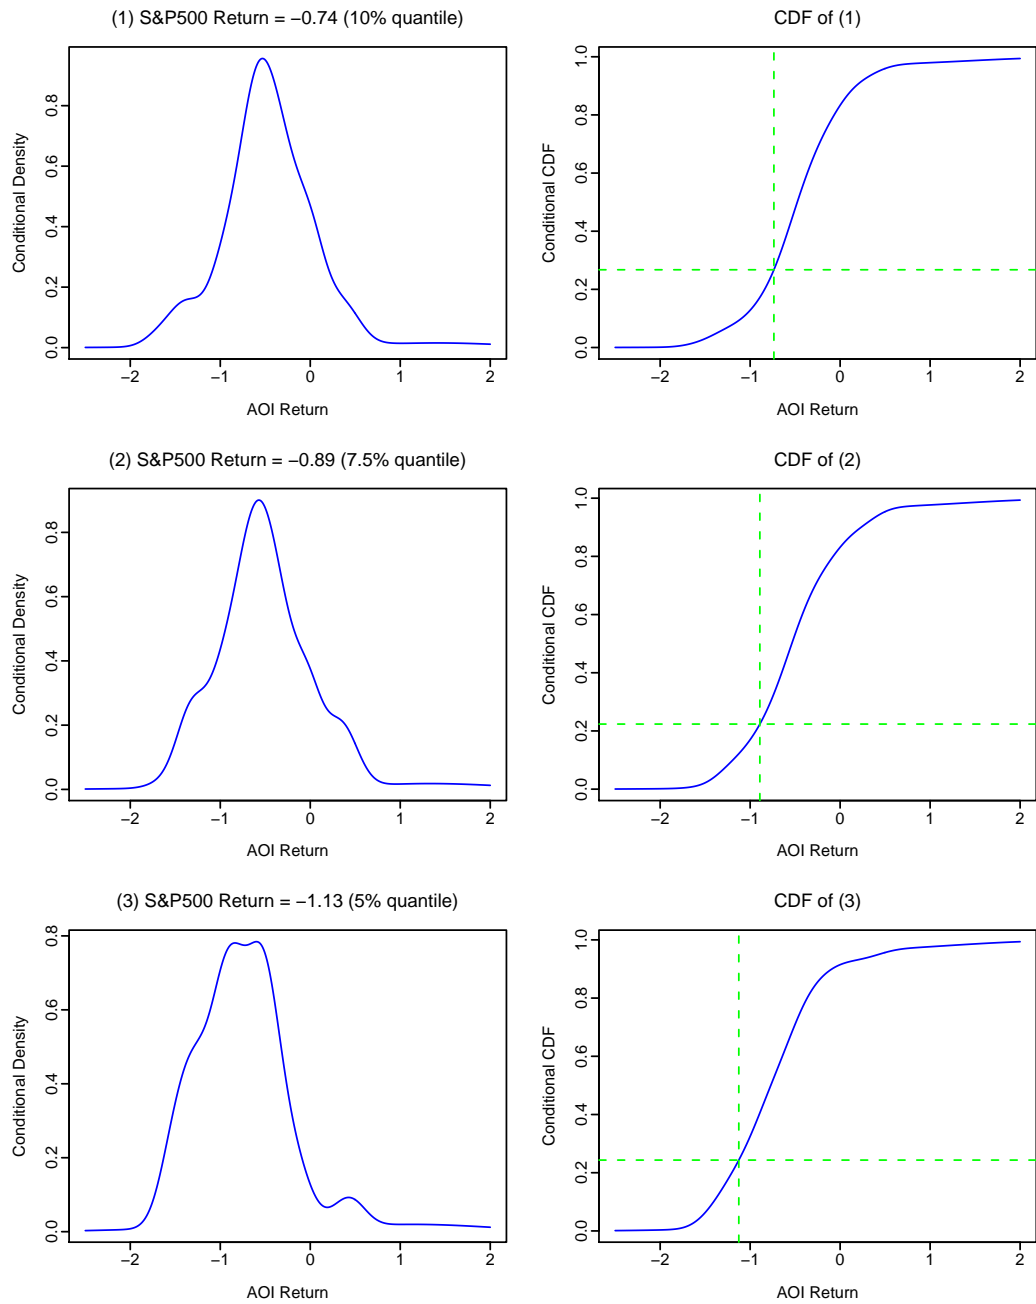 (1) S&P500 Return = −0.74 (10% quantile)
Conditional Density
0.0 0.2 0.4 0.6 0.8
−2 −1 0 1 2
AOI Return
CDF of (1)
Conditional CDF
0.0 0.2 0.4 0.6 0.8 1.0
−2 −1 0 1 2
AOI Return
(2) S&P500 Return = −0.89 (7.5% quantile)
Conditional Density
0.0 0.2 0.4 0.6 0.8
−2 −1 0 1 2
AOI Return
CDF of (2)
Conditional CDF
0.0 0.2 0.4 0.6 0.8 1.0
−2 −1 0 1 2
AOI Return
(3) S&P500 Return = −1.13 (5% quantile)
Conditional Density
0.0 0.2 0.4 0.6 0.8
−2 −1 0 1 2
AOI Return
CDF of (3)
Conditional CDF
0.0 0.2 0.4 0.6 0.8 1.0
−2 −1 0 1 2
AOI Return